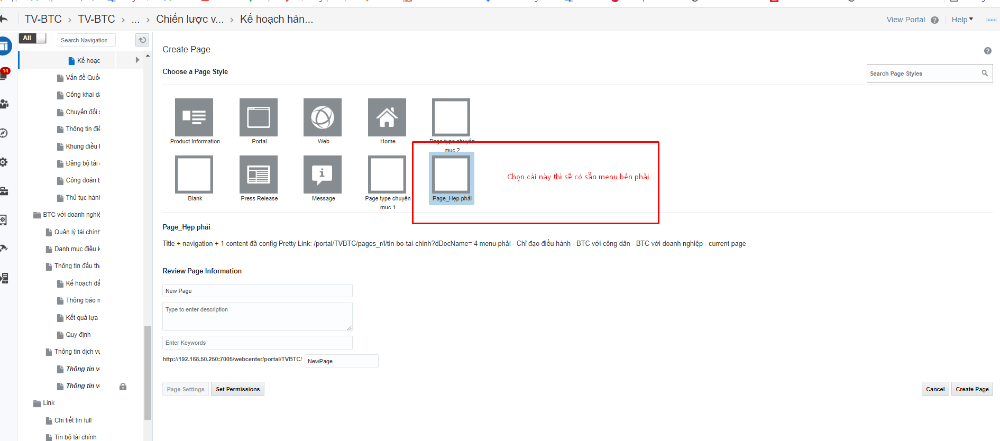 TV-BTC › TV-BTC › ... › Chiến lược v... › Kế hoạch hàn...
View Portal
Help
All
Search Navigation
14
Kế hoạc
Vấn đề Quốc
Công khai
Chuyển đổi
Thông tin
Khung điều
Đảng bộ tài
Công đoàn
Thủ tục hành
BTC với doanh nghiệ
Quản lý tài chính
Danh mục điều
Thông tin đấu
Kế hoạch
Thông báo
Kết quả lựa
Quy định
Thông tin dịch
Thông tin
Thông tin
Link
Chi tiết tin full
Tin bộ tài chính
Create Page
Choose a Page Style
Search Page Styles
Product Information
Portal
Web
Home
Page type chuyên
mục 2
Blank
Press Release
Message
Page type chuyên
mục 1
Page_Hẹp phải
Chọn cái này thì sẽ có sẵn menu bên phải
Page_Hẹp phải
Title + navigation + 1 content đã config Pretty Link: /portal/TVBTC/pages_r/l/tin-bo-tai-chinh?dDocName= 4 menu phải - Chỉ đạo điều hành - BTC với công dân - BTC với doanh nghiệp - current page
Review Page Information
New Page
Type to enter description
Enter Keywords
http://192.168.50.250:7005/webcenter/portal/TVBTC/ NewPage
Page Settings
Set Permissions
Cancel
Create Page